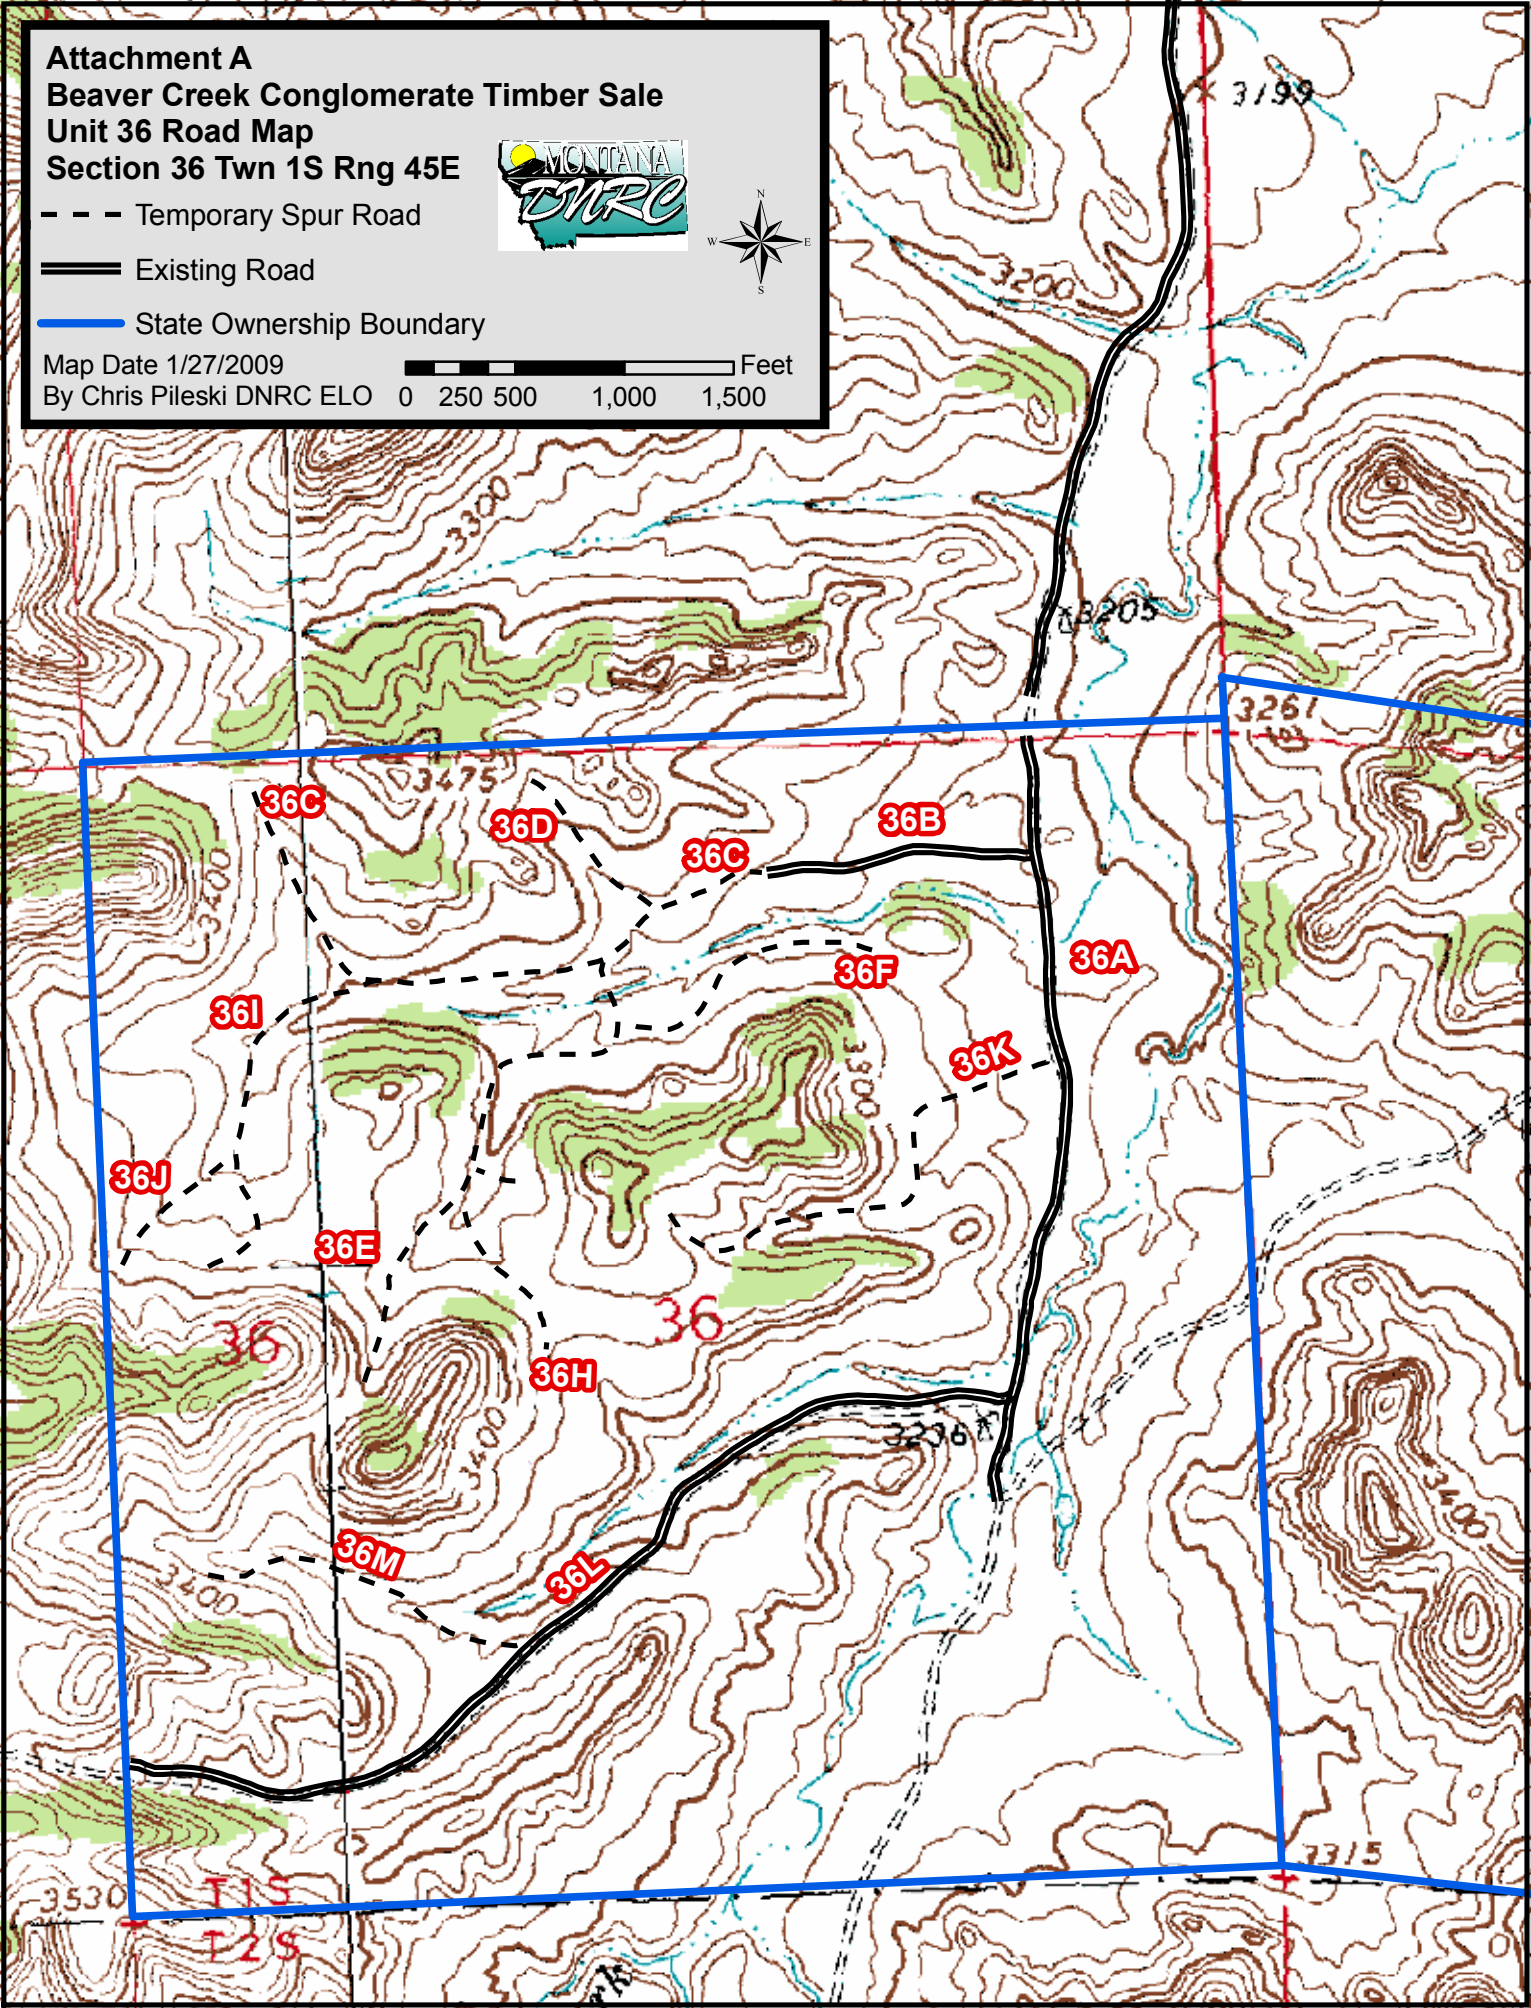 Attachment A
Beaver Creek Conglomerate Timber Sale
Unit 36 Road Map
Section 36 Twn 1S Rng 45E
MONTANA
DNRC
Temporary Spur Road
Existing Road
State Ownership Boundary
Map Date 1/27/2009
By Chris Pileski DNRC ELO
Feet
0 250 500 1,000 1,500
N
W E
S
3199
3200
3300
3205
3261
3475
36C
36D
36B
36C
3400
36A
36F
36I
36K
3300
36J
36E
36
36
36H
3236
3400
3400
36M
36L
3400
3315
3530
T1S
T2S